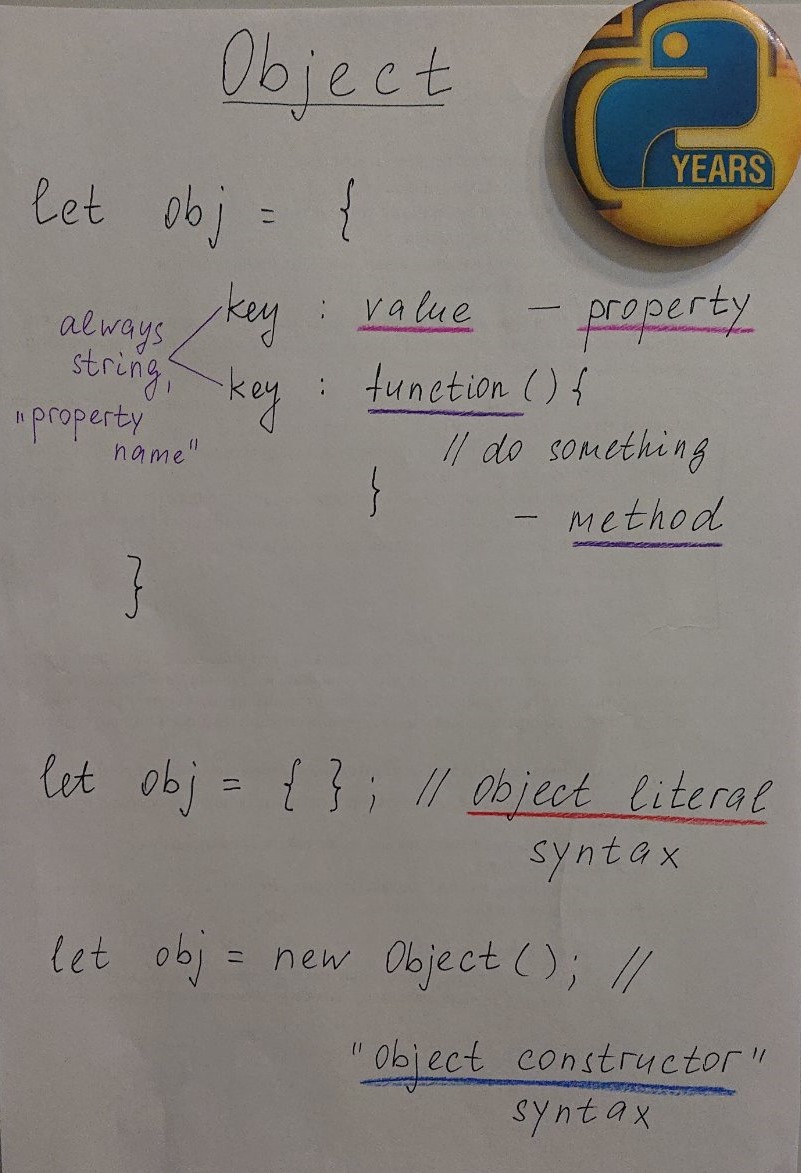 Object
YEARS
let obj = {
key : value – property
always
string,
key : function () {
"property
name"
// do something
}
– method
}
let obj = { } ; // Object literal
syntax
let obj = new Object(); //
"Object constructor"
syntax